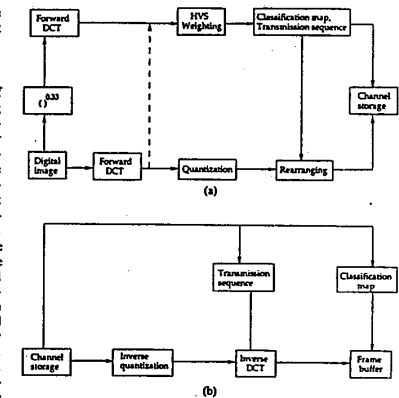 Forward
DCT
HVS
Weighting
Classification map,
Transmission sequence
( )0.33
Channel
storage
Digital
image
Forward
DCT
Quantization
Rearranging
(a)
Transmission
sequence
Classification
map
Channel
storage
Inverse
quantization
Inverse
DCT
Frame
buffer
(b)